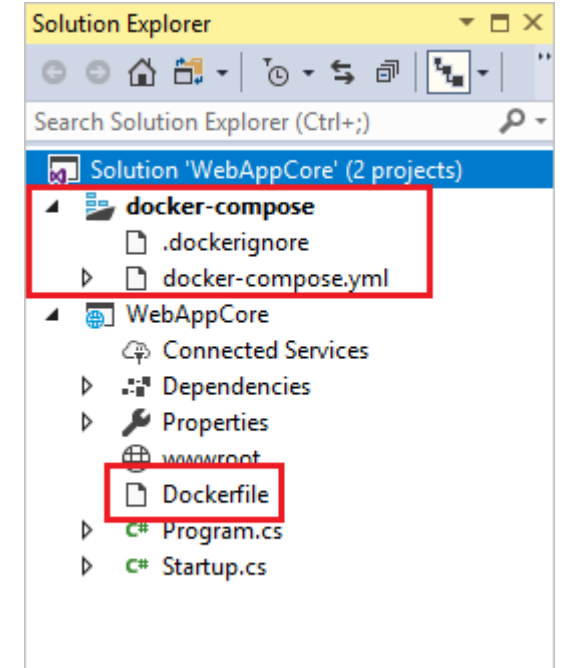 Solution Explorer
Search Solution Explorer (Ctrl+;)
Solution 'WebAppCore' (2 projects)
docker-compose
.dockerignore
docker-compose.yml
WebAppCore
Connected Services
Dependencies
Properties
wwwroot
Dockerfile
C# Program.cs
C# Startup.cs